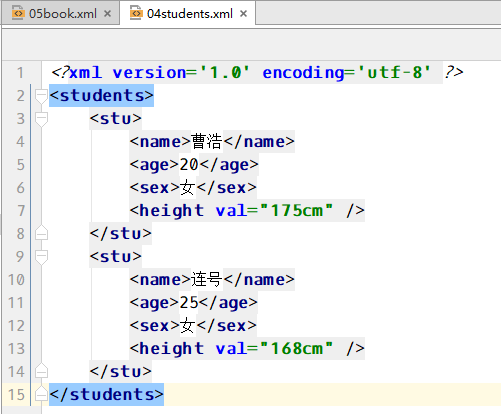 05book.xml × 04students.xml ×
1 <?xml version='1.0' encoding='utf-8' ?>
2 <students>
3 <stu>
4 <name>曹浩</name>
5 <age>20</age>
6 <sex>女</sex>
7 <height val="175cm" />
8 </stu>
9 <stu>
10 <name>连号</name>
11 <age>25</age>
12 <sex>女</sex>
13 <height val="168cm" />
14 </stu>
15 </students>